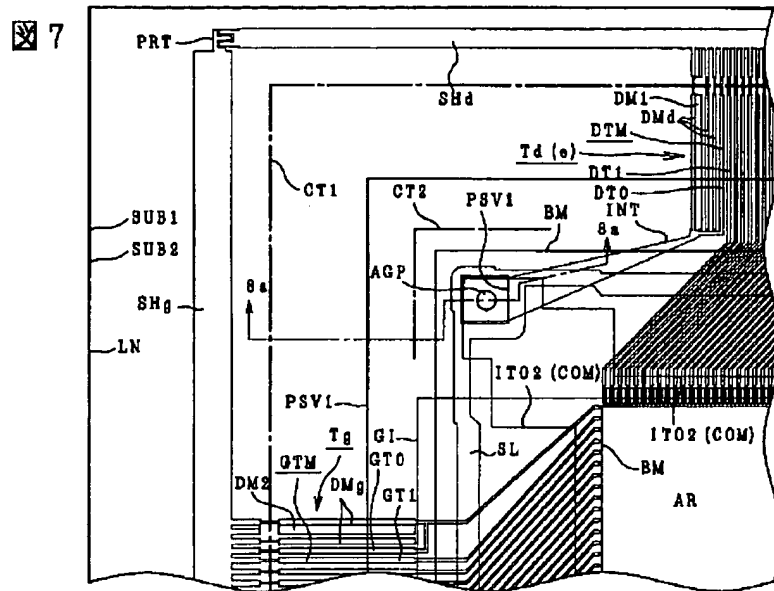 図 7
PRT
SHd
DM1
DMd
DTM
Td (e)
DT1
CT1
DT0
CT2
PSV1
INT
SUB1
BM
8a
SUB2
AGP
8a
SHg
LN
ITO2 (COM)
PSV1
Tg
GI
SL
ITO2 (COM)
GTM
GT0
BM
DM2
DMg
GT1
AR